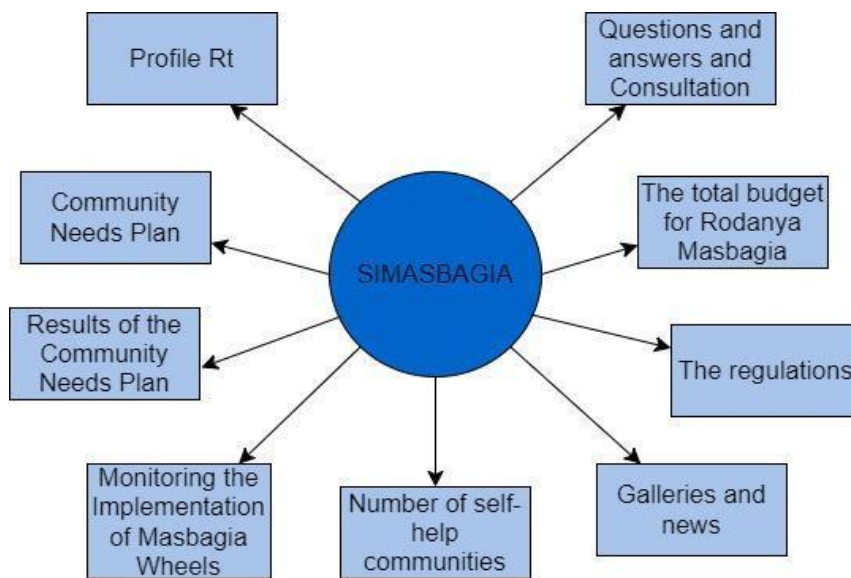 Profile Rt
Questions and
answers and
Consultation
Community
Needs Plan
SIMASBAGIA
The total budget
for Rodanya
Masbagia
Results of the
Community
Needs Plan
The regulations
Monitoring the
Implementation
of Masbagia
Wheels
Number of self-
help
communities
Galleries and
news